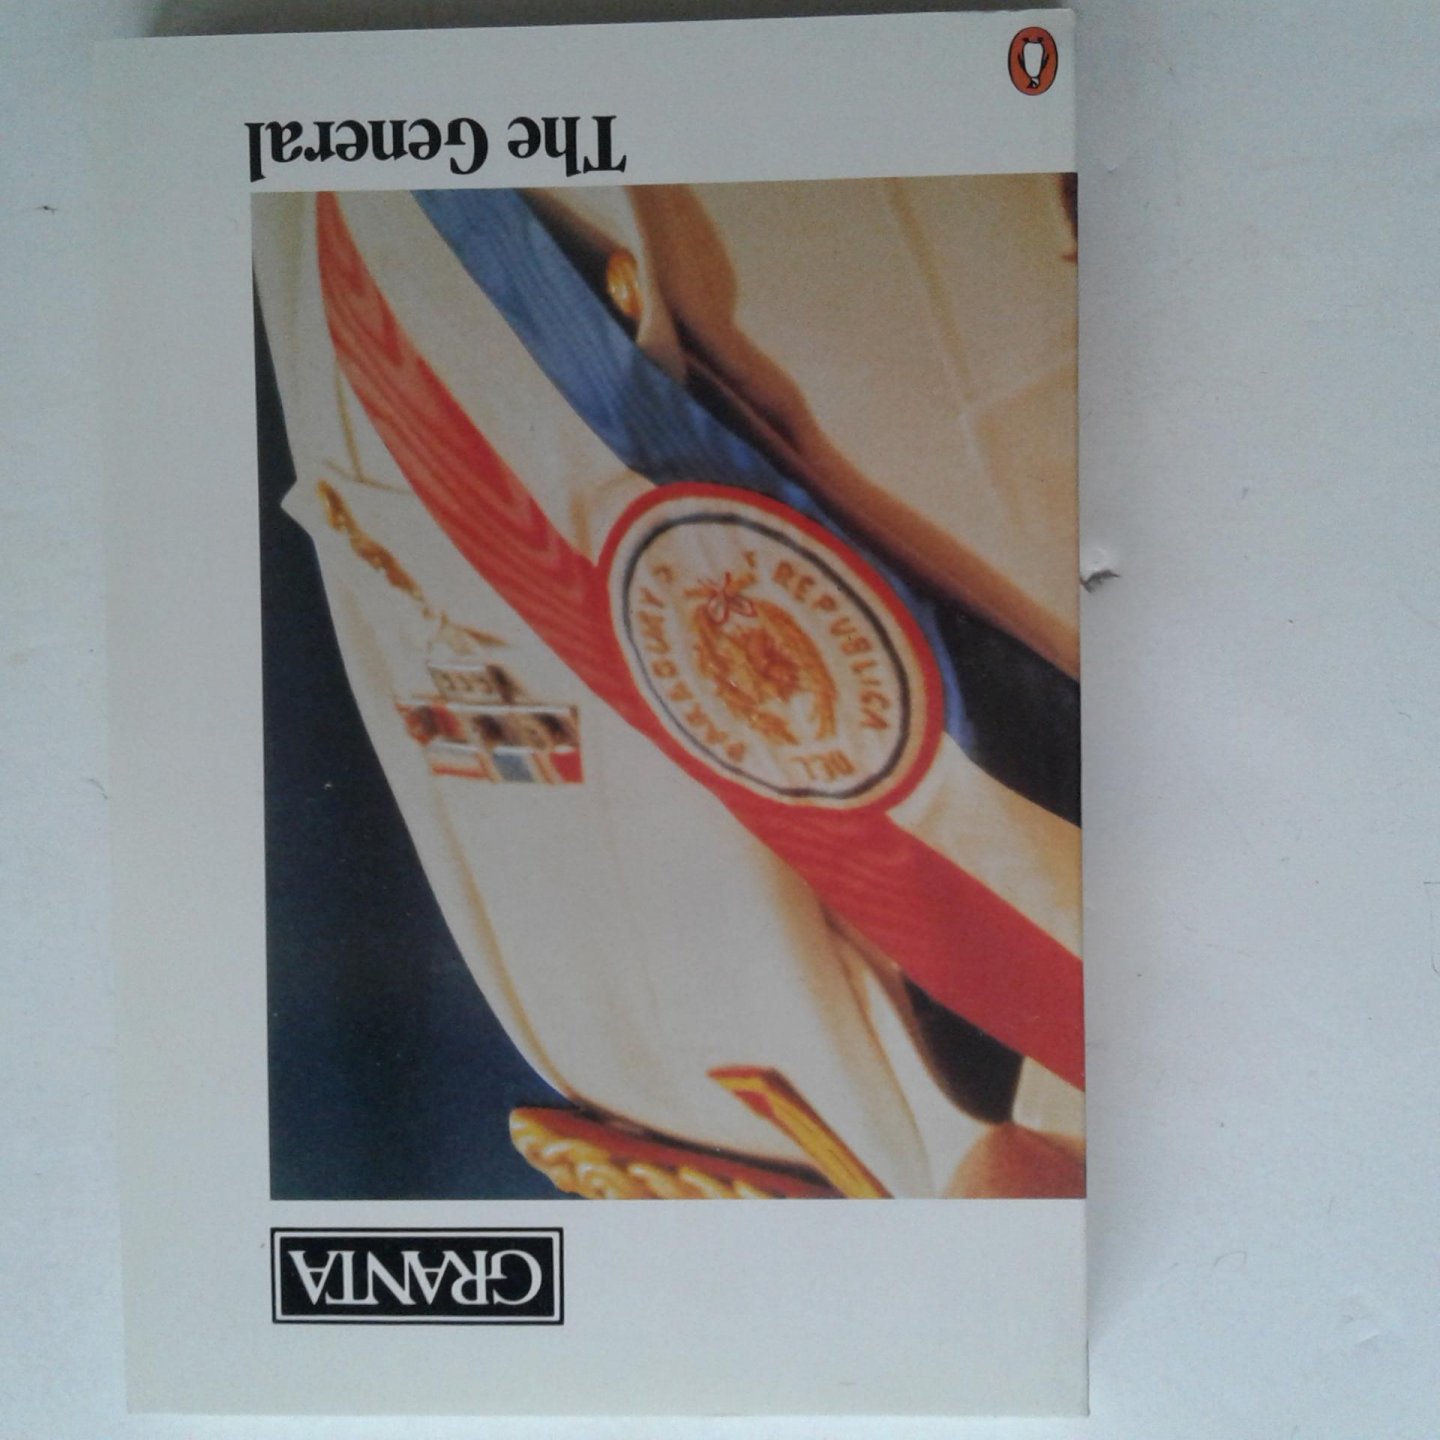 GRANTA
REPUBLICA DEL PARAGUAY
The General